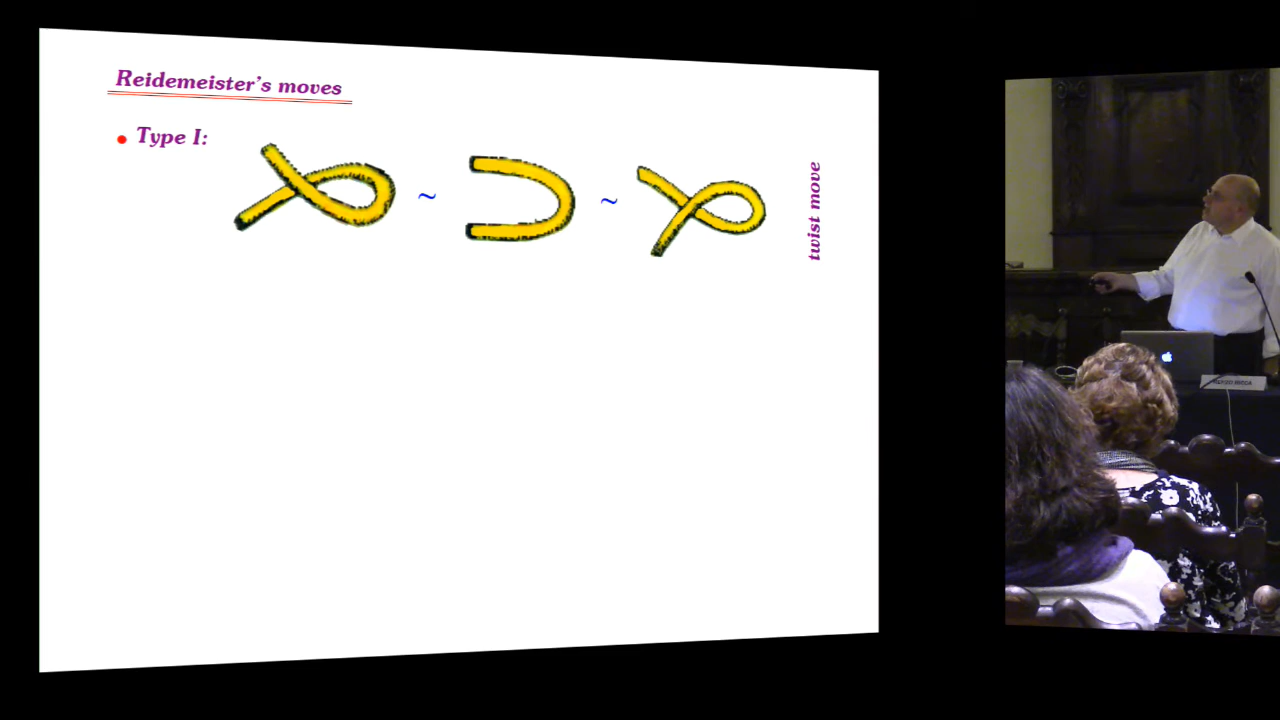 Reidemeister's moves
• Type I:
~ ~
twist move